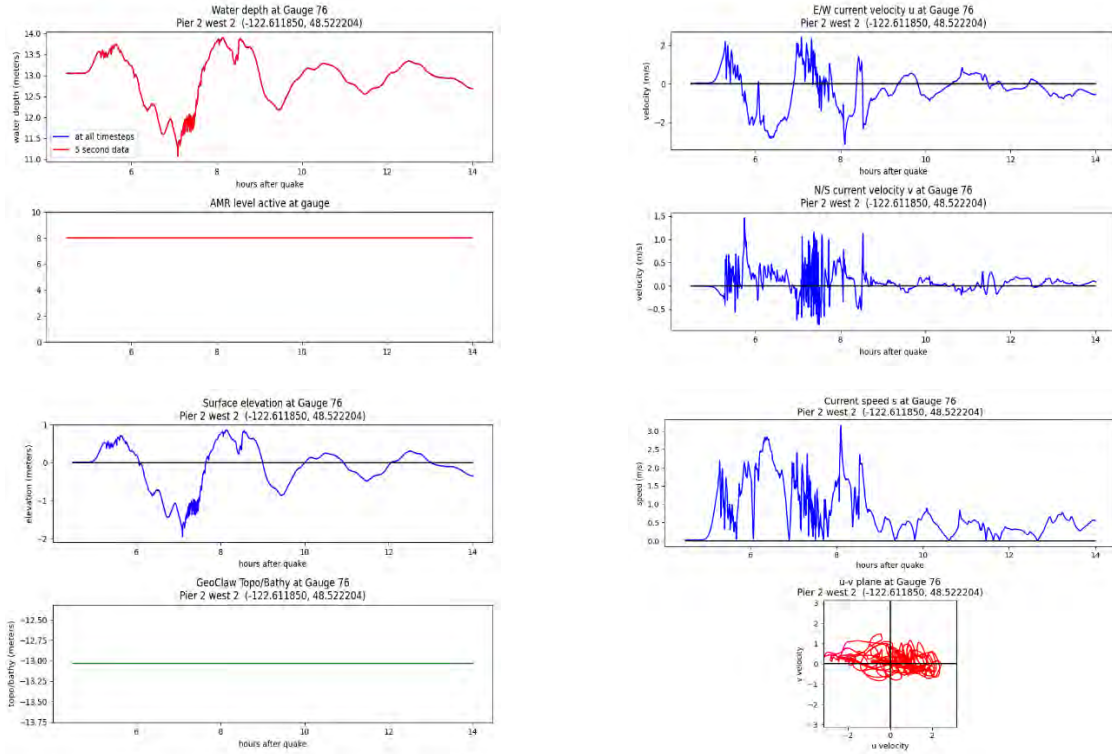 Water depth at Gauge 76
Pier 2 west 2 (-122.611850, 48.522204)
14.0
13.5
13.0
12.5
12.0
11.5
11.0
water depth (meters)
at all timesteps
5 second data
6
8
10
12
14
hours after quake
AMR level active at gauge
10
8
6
4
2
0
6
8
10
12
14
Surface elevation at Gauge 76
Pier 2 west 2 (-122.611850, 48.522204)
1
0
−1
−2
elevation (meters)
6
8
10
12
14
hours after quake
GeoClaw Topo/Bathy at Gauge 76
Pier 2 west 2 (-122.611850, 48.522204)
−12.50
−12.75
−13.00
−13.25
−13.50
−13.75
topo/bathy (meters)
6
8
10
12
14
hours after quake
E/W current velocity u at Gauge 76
Pier 2 west 2 (-122.611850, 48.522204)
2
0
−2
velocity (m/s)
6
8
10
12
14
hours after quake
N/S current velocity v at Gauge 76
Pier 2 west 2 (-122.611850, 48.522204)
1.5
1.0
0.5
0.0
−0.5
velocity (m/s)
6
8
10
12
14
hours after quake
Current speed s at Gauge 76
Pier 2 west 2 (-122.611850, 48.522204)
3.0
2.5
2.0
1.5
1.0
0.5
0.0
speed (m/s)
6
8
10
12
14
hours after quake
u-v plane at Gauge 76
Pier 2 west 2 (-122.611850, 48.522204)
3
2
1
0
−1
−2
−3
v velocity
−2
0
2
u velocity